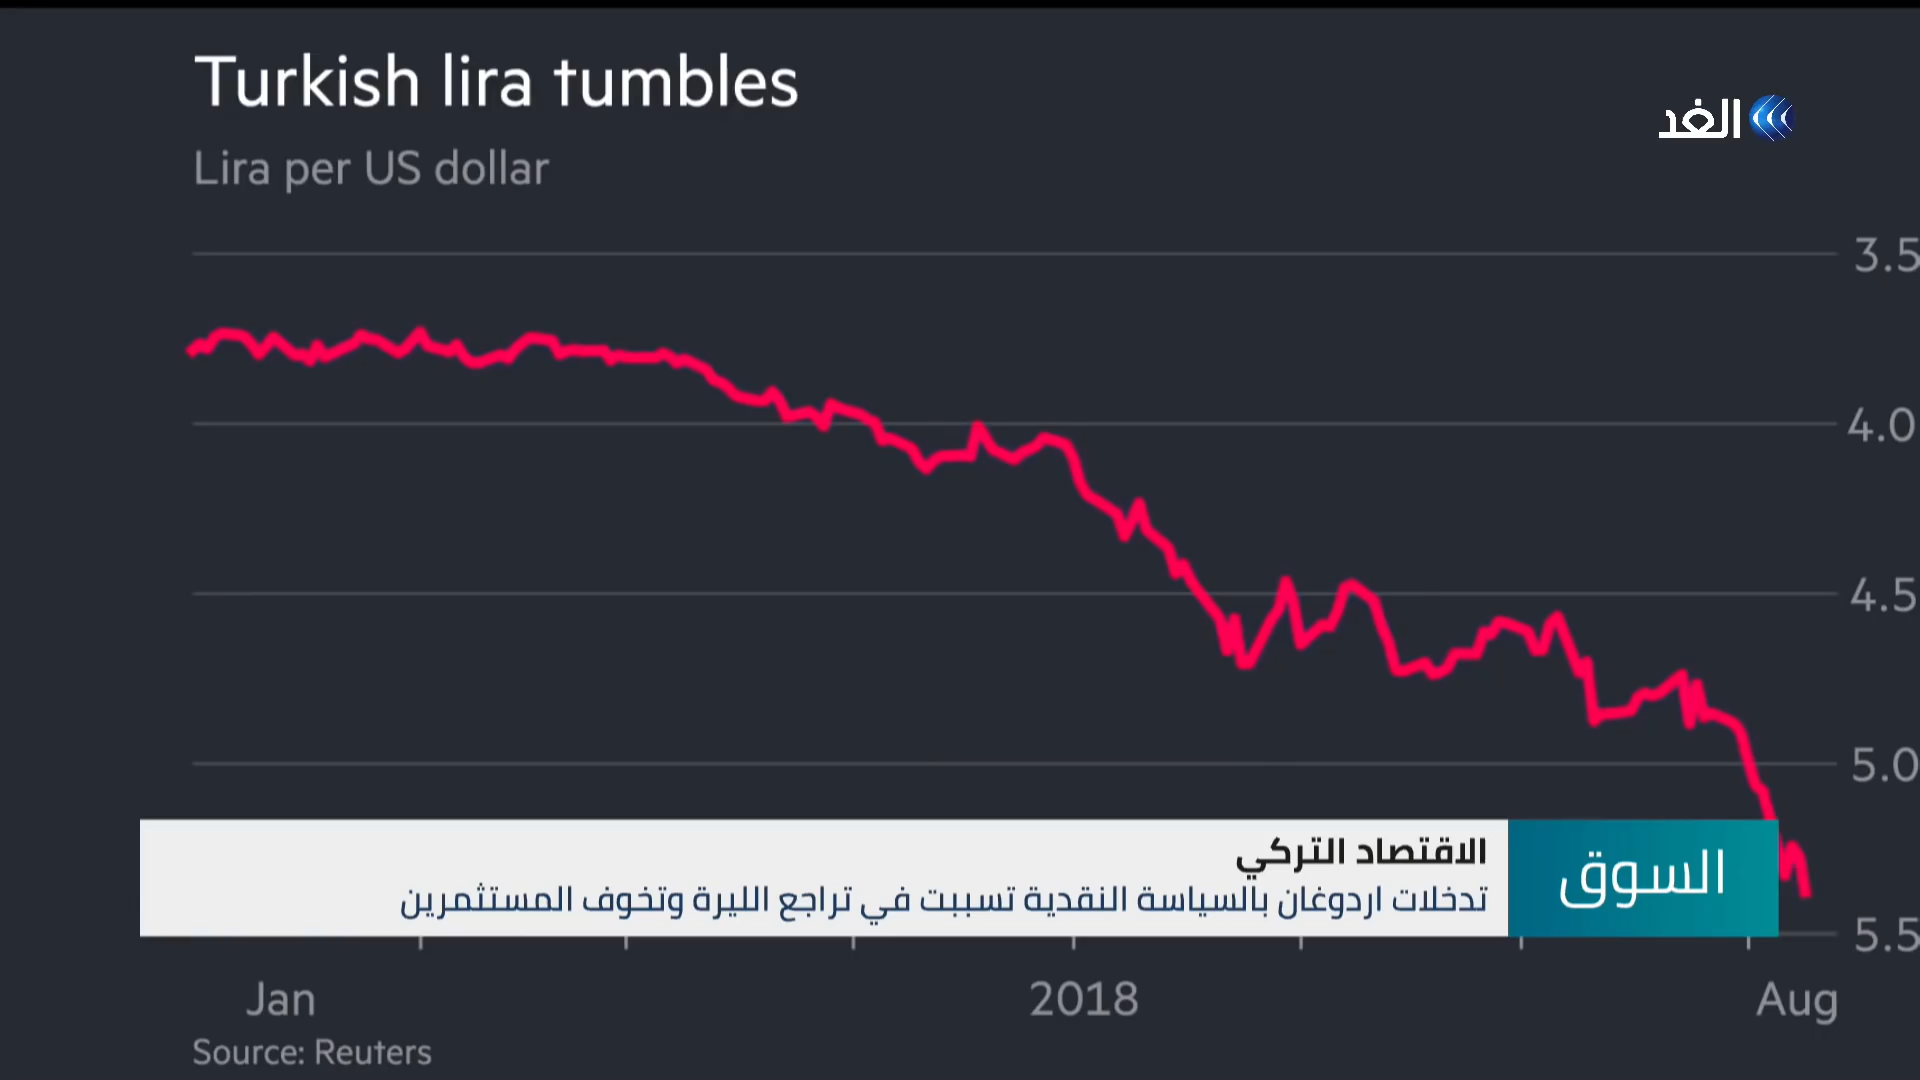 Turkish lira tumbles
Lira per US dollar
الغد
3.5
4.0
4.5
5.0
5.5
الاقتصاد التركي
تدخلات اردوغان بالسياسة النقدية تسببت في تراجع الليرة وتخوف المستثمرين
السوق
Jan 2018 Aug
Source: Reuters